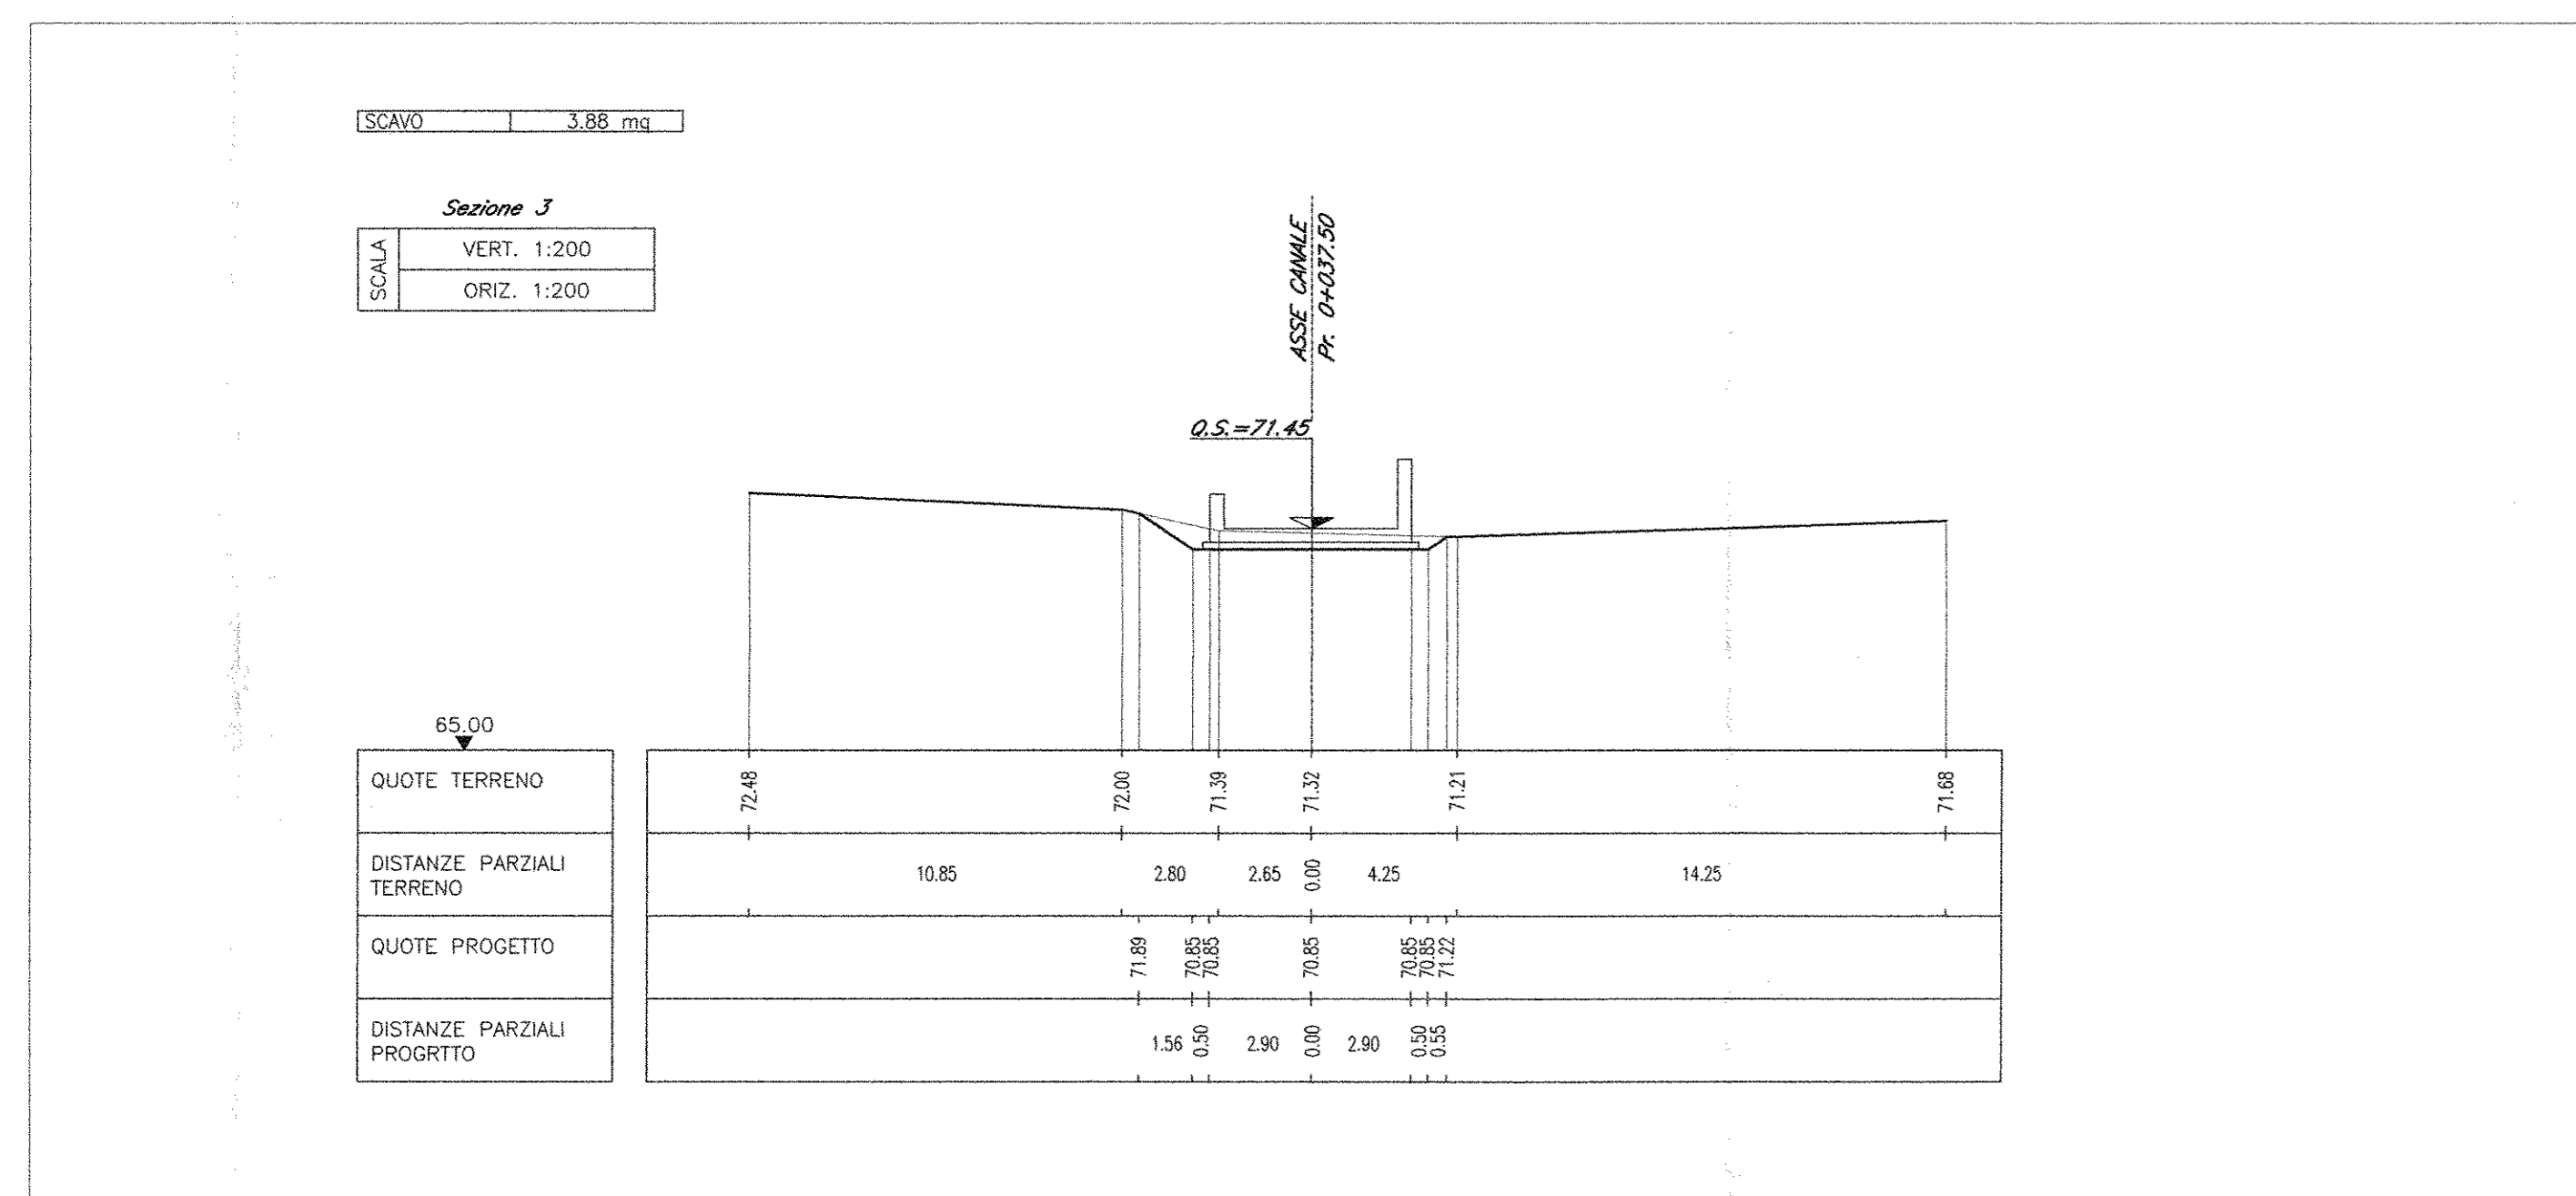 SCAVO 3.88 mq
Sezione 3
SCALA
VERT. 1:200
ORIZ. 1:200
ASSE CANALE
Pr. 0+037.50
Q.S.=71.45
65.00
QUOTE TERRENO
72.48 72.00 71.39 71.32 71.21 71.68
DISTANZE PARZIALI
TERRENO
10.85 2.80 2.65 0.00 4.25 14.25
QUOTE PROGETTO
71.89 70.85 70.85 70.85 70.85 70.85 71.22
DISTANZE PARZIALI
PROGRTTO
1.56 0.50 2.90 0.00 2.90 0.50 0.55